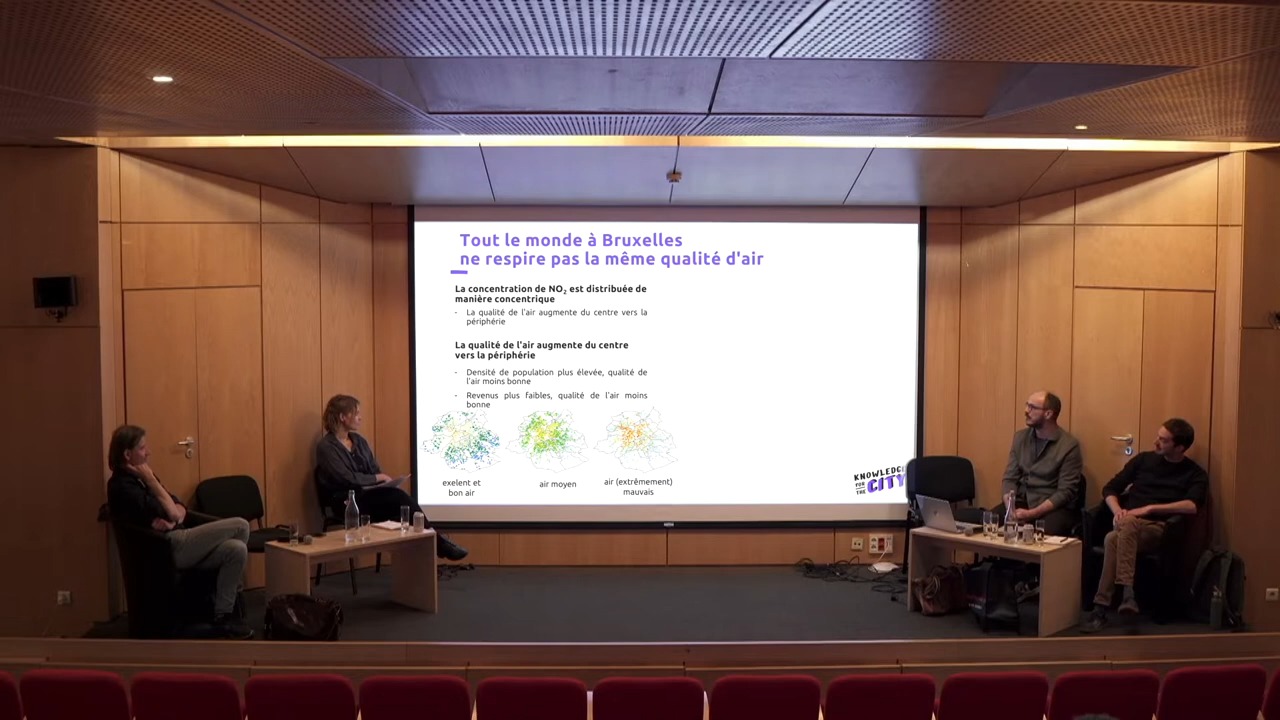 Tout le monde à Bruxelles
ne respire pas la même qualité d'air
La concentration de NO₂ est distribuée de
manière concentrique
- La qualité de l'air augmente du centre vers la
périphérie
La qualité de l'air augmente du centre
vers la périphérie
- Densité de population plus élevée, qualité de
l'air moins bonne
- Revenus plus faibles, qualité de l'air moins
bonne
exelent et
bon air
air moyen
air (extrêmement)
mauvais
KNOWLEDGE
FOR THE CITY